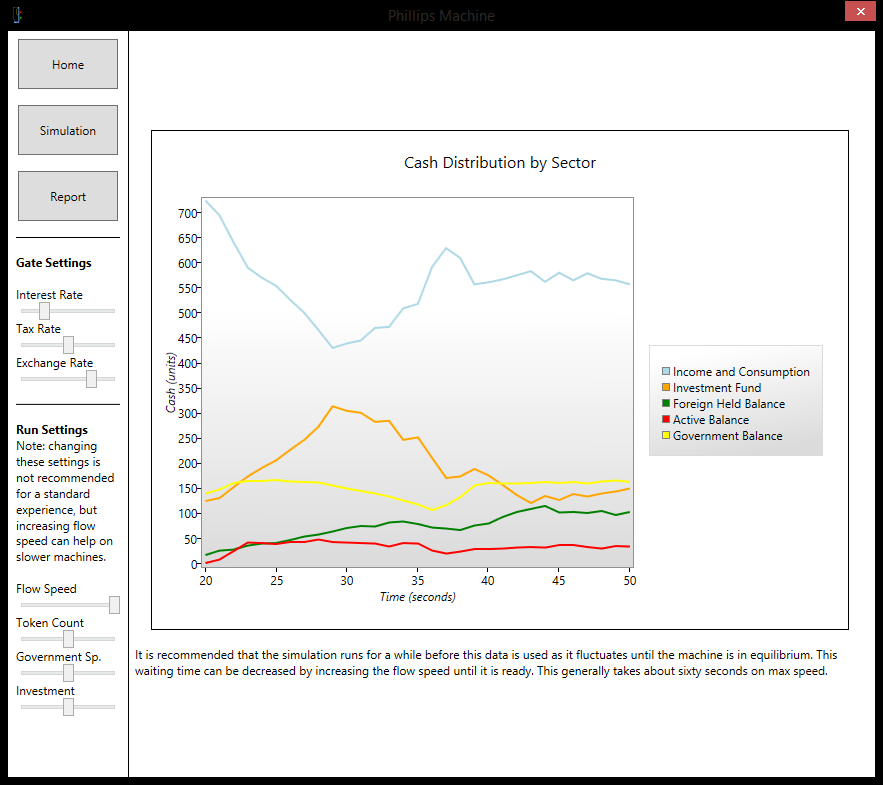 Phillips Machine
Home
Simulation
Report
Gate Settings
Interest Rate
Tax Rate
Exchange Rate
Run Settings
Note: changing
these settings is
not recommended
for a standard
experience, but
increasing flow
speed can help on
slower machines.
Flow Speed
Token Count
Government Sp.
Investment
Cash Distribution by Sector
Cash (units)
700
650
600
550
500
450
400
350
300
250
200
150
100
50
0
20 25 30 35 40 45 50
Time (seconds)
Income and Consumption
Investment Fund
Foreign Held Balance
Active Balance
Government Balance
It is recommended that the simulation runs for a while before this data is used as it fluctuates until the machine is in equilibrium. This
waiting time can be decreased by increasing the flow speed until it is ready. This generally takes about sixty seconds on max speed.